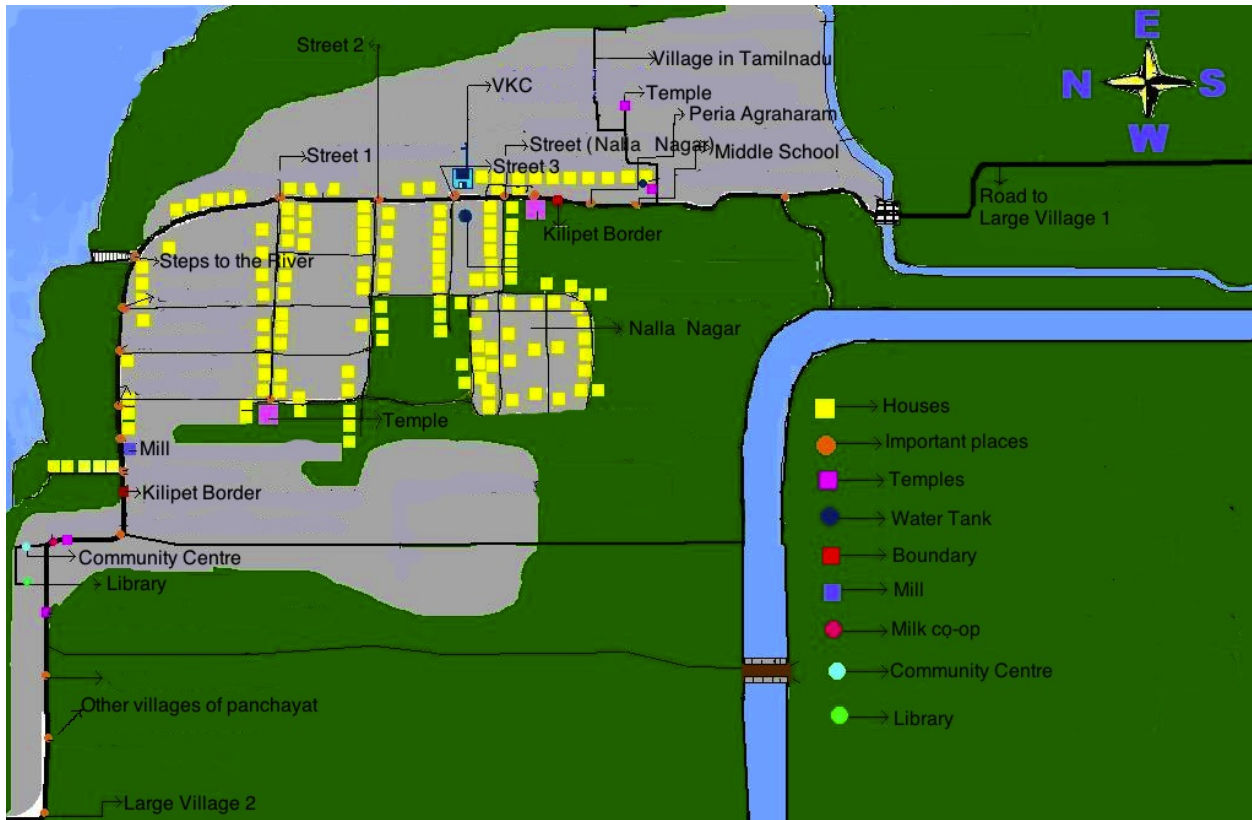 E
N
S
W
Street 2
Village in Tamilnadu
VKC
Temple
Peria Agraharam
Street (Nalla Nagar)
Middle School
Street 1
Street 3
Road to
Large Village 1
Kilipet Border
Steps to the River
Nalla Nagar
Temple
Mill
Kilipet Border
Community Centre
Library
Other villages of panchayat
Large Village 2
Houses
Important places
Temples
Water Tank
Boundary
Mill
Milk co-op
Community Centre
Library